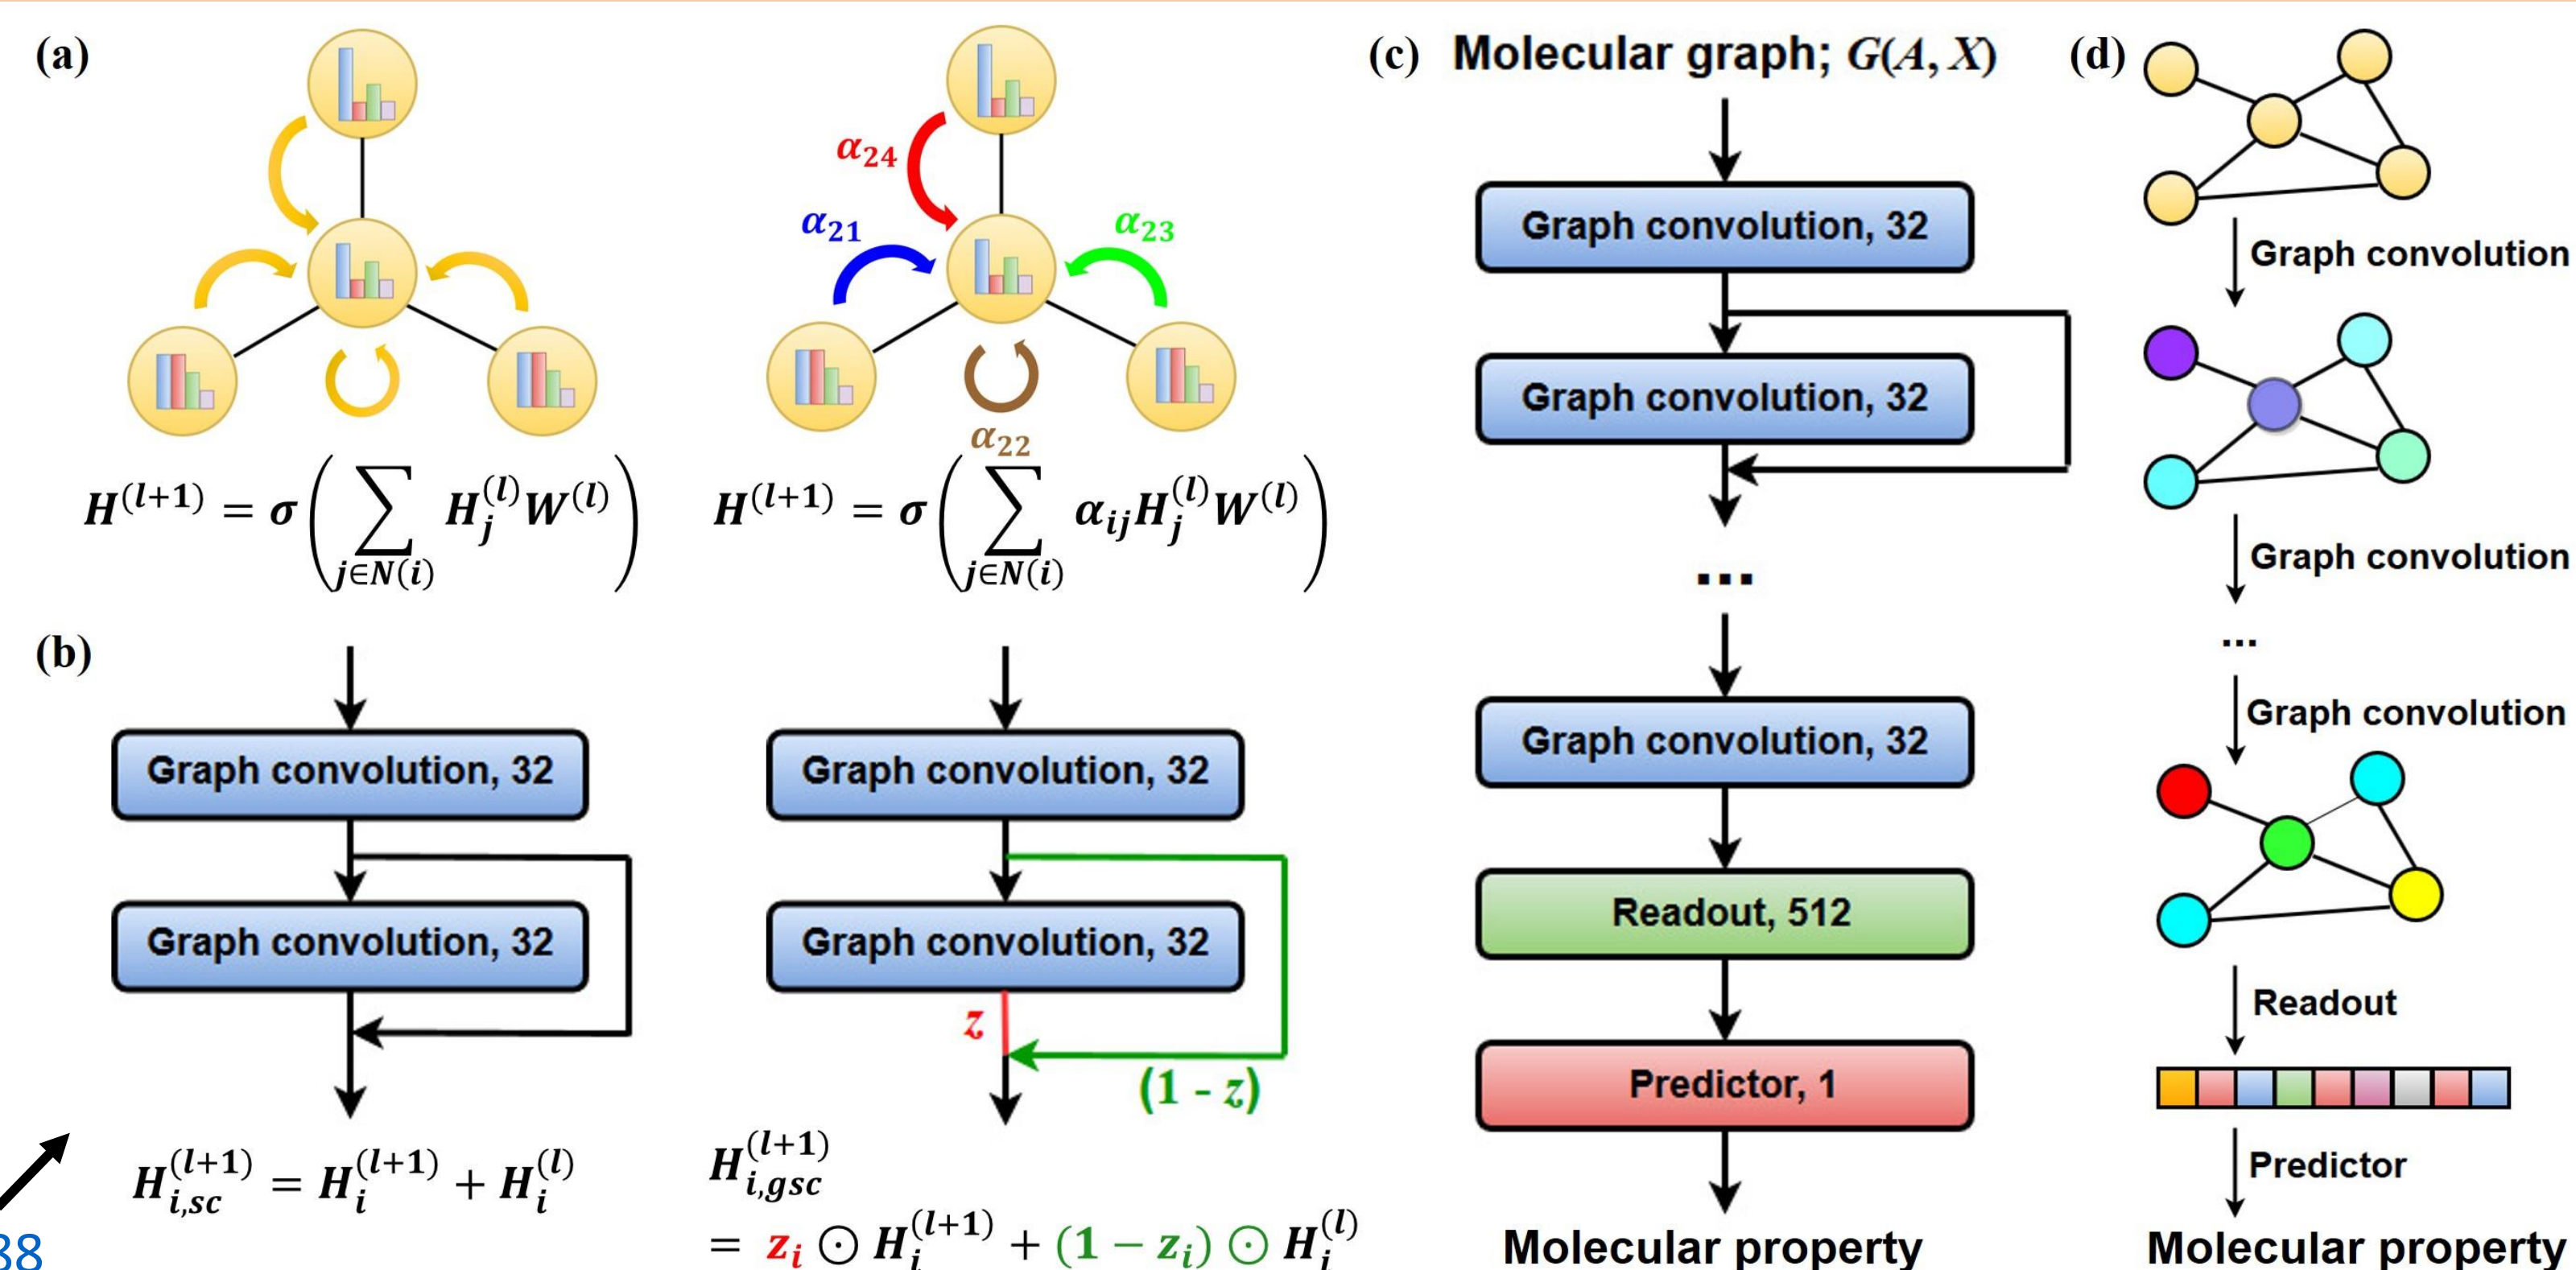 (a)
α₂₄
α₂₁
α₂₃
α₂₂
H^{(l+1)} = σ(∑_{j∈N(i)} H_j^{(l)} W^{(l)})
H^{(l+1)} = σ(∑_{j∈N(i)} α_{ij} H_j^{(l)} W^{(l)})
(b)
Graph convolution, 32
Graph convolution, 32
H_{i,sc}^{(l+1)} = H_i^{(l+1)} + H_i^{(l)}
Graph convolution, 32
Graph convolution, 32
z
(1 - z)
H_{i,gsc}^{(l+1)}
= z_i ⊙ H_i^{(l+1)} + (1 − z_i) ⊙ H_i^{(l)}
38
(c)
Molecular graph; G(A, X)
Graph convolution, 32
Graph convolution, 32
...
Graph convolution, 32
Readout, 512
Predictor, 1
Molecular property
(d)
Graph convolution
Graph convolution
...
Graph convolution
Readout
Predictor
Molecular property